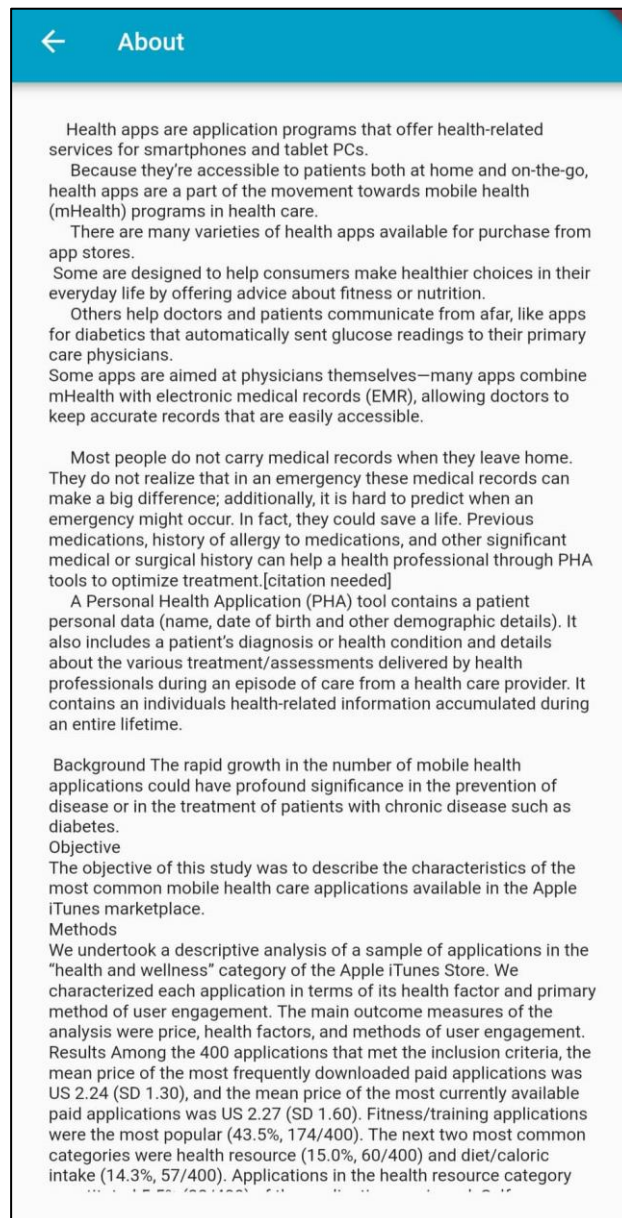 About
Health apps are application programs that offer health-related
services for smartphones and tablet PCs.
Because they're accessible to patients both at home and on-the-go,
health apps are a part of the movement towards mobile health
(mHealth) programs in health care.
There are many varieties of health apps available for purchase from
app stores.
Some are designed to help consumers make healthier choices in their
everyday life by offering advice about fitness or nutrition.
Others help doctors and patients communicate from afar, like apps
for diabetics that automatically sent glucose readings to their primary
care physicians.
Some apps are aimed at physicians themselves—many apps combine
mHealth with electronic medical records (EMR), allowing doctors to
keep accurate records that are easily accessible.
Most people do not carry medical records when they leave home.
They do not realize that in an emergency these medical records can
make a big difference; additionally, it is hard to predict when an
emergency might occur. In fact, they could save a life. Previous
medications, history of allergy to medications, and other significant
medical or surgical history can help a health professional through PHA
tools to optimize treatment.[citation needed]
A Personal Health Application (PHA) tool contains a patient
personal data (name, date of birth and other demographic details). It
also includes a patient's diagnosis or health condition and details
about the various treatment/assessments delivered by health
professionals during an episode of care from a health care provider. It
contains an individuals health-related information accumulated during
an entire lifetime.
Background The rapid growth in the number of mobile health
applications could have profound significance in the prevention of
disease or in the treatment of patients with chronic disease such as
diabetes.
Objective
The objective of this study was to describe the characteristics of the
most common mobile health care applications available in the Apple
iTunes marketplace.
Methods
We undertook a descriptive analysis of a sample of applications in the
“health and wellness” category of the Apple iTunes Store. We
characterized each application in terms of its health factor and primary
method of user engagement. The main outcome measures of the
analysis were price, health factors, and methods of user engagement.
Results Among the 400 applications that met the inclusion criteria, the
mean price of the most frequently downloaded paid applications was
US 2.24 (SD 1.30), and the mean price of the most currently available
paid applications was US 2.27 (SD 1.60). Fitness/training applications
were the most popular (43.5%, 174/400). The next two most common
categories were health resource (15.0%, 60/400) and diet/caloric
intake (14.3%, 57/400). Applications in the health resource category